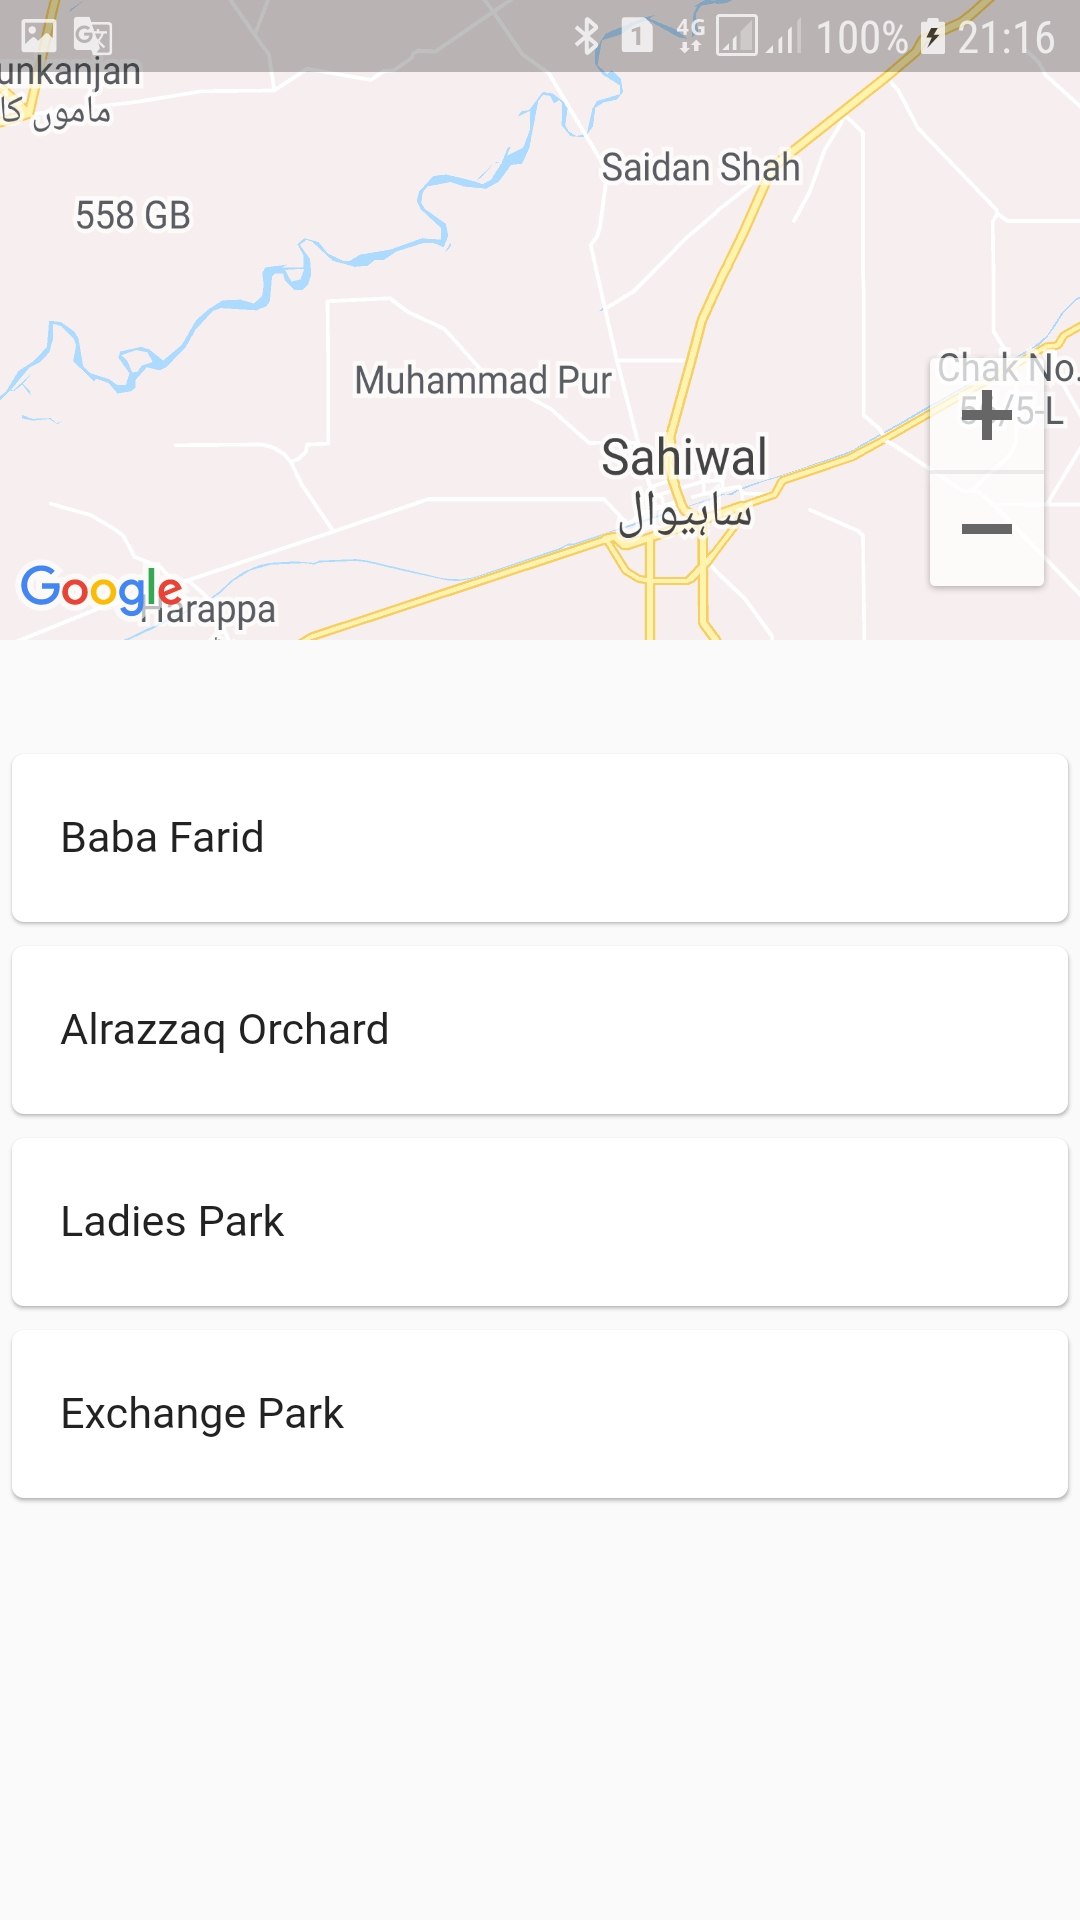 1 4G 100% 21:16
unkanjan
ماموں کا
Saidan Shah
558 GB
Muhammad Pur
Chak No.
5-L
Sahiwal
ساہیوال
Google
Harappa
Baba Farid
Alrazzaq Orchard
Ladies Park
Exchange Park